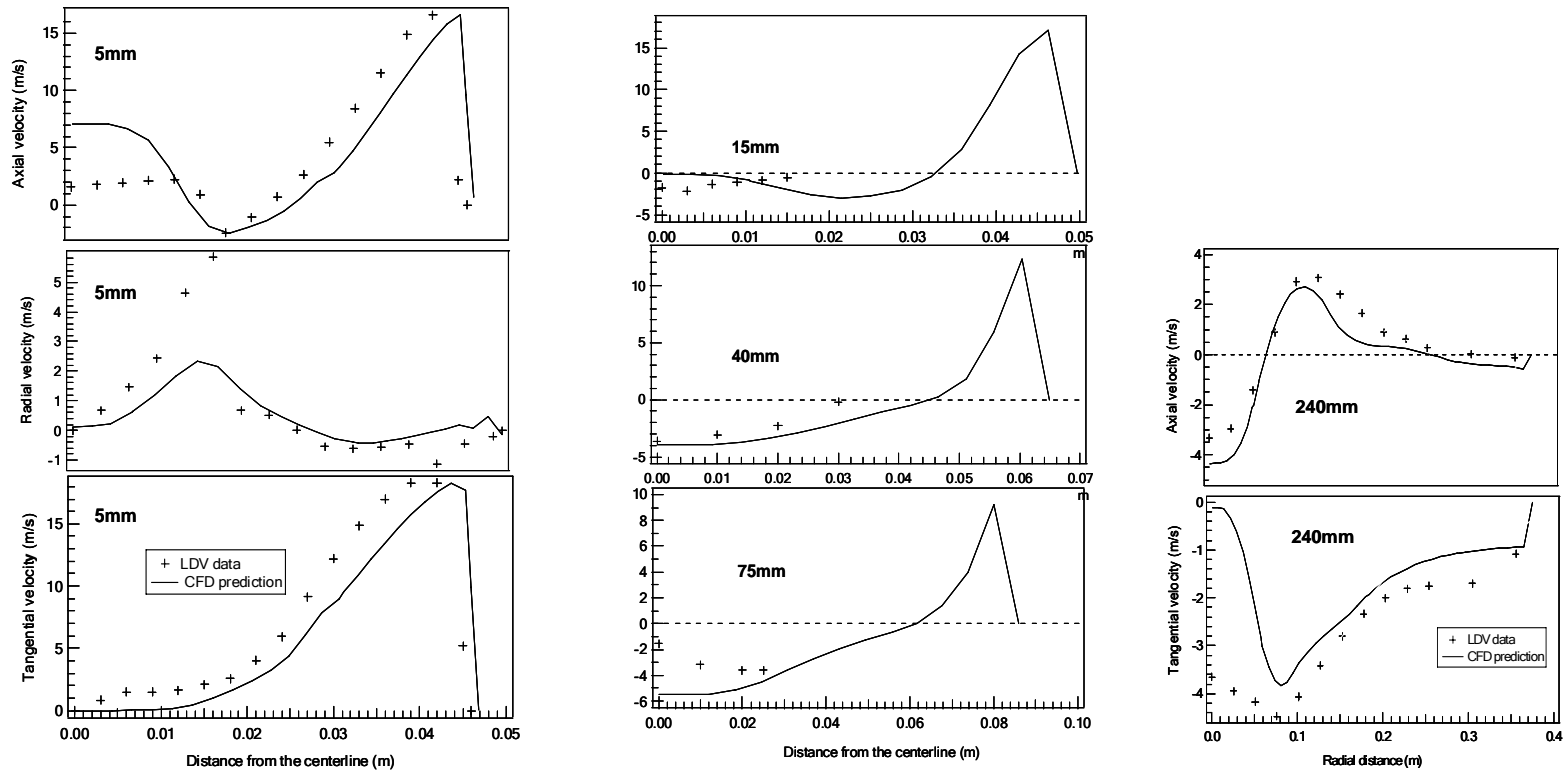 Axial velocity (m/s)
15
10
5
0
5mm
Radial velocity (m/s)
5
4
3
2
1
0
-1
5mm
Tangential velocity (m/s)
15
10
5
0
5mm
LDV data
CFD prediction
0.00 0.01 0.02 0.03 0.04 0.05
Distance from the centerline (m)
Axial velocity (m/s)
15
10
5
0
-5
15mm
0.00 0.01 0.02 0.03 0.04 0.05
m
Axial velocity (m/s)
10
5
0
-5
40mm
0.00 0.01 0.02 0.03 0.04 0.05 0.06 0.07
m
Axial velocity (m/s)
10
8
6
4
2
0
-2
-4
-6
75mm
0.00 0.02 0.04 0.06 0.08 0.10
Distance from the centerline (m)
Axial velocity (m/s)
4
2
0
-2
-4
240mm
Tangential velocity (m/s)
0
-1
-2
-3
-4
240mm
LDV data
CFD prediction
0.0 0.1 0.2 0.3 0.4
Radial distance (m)